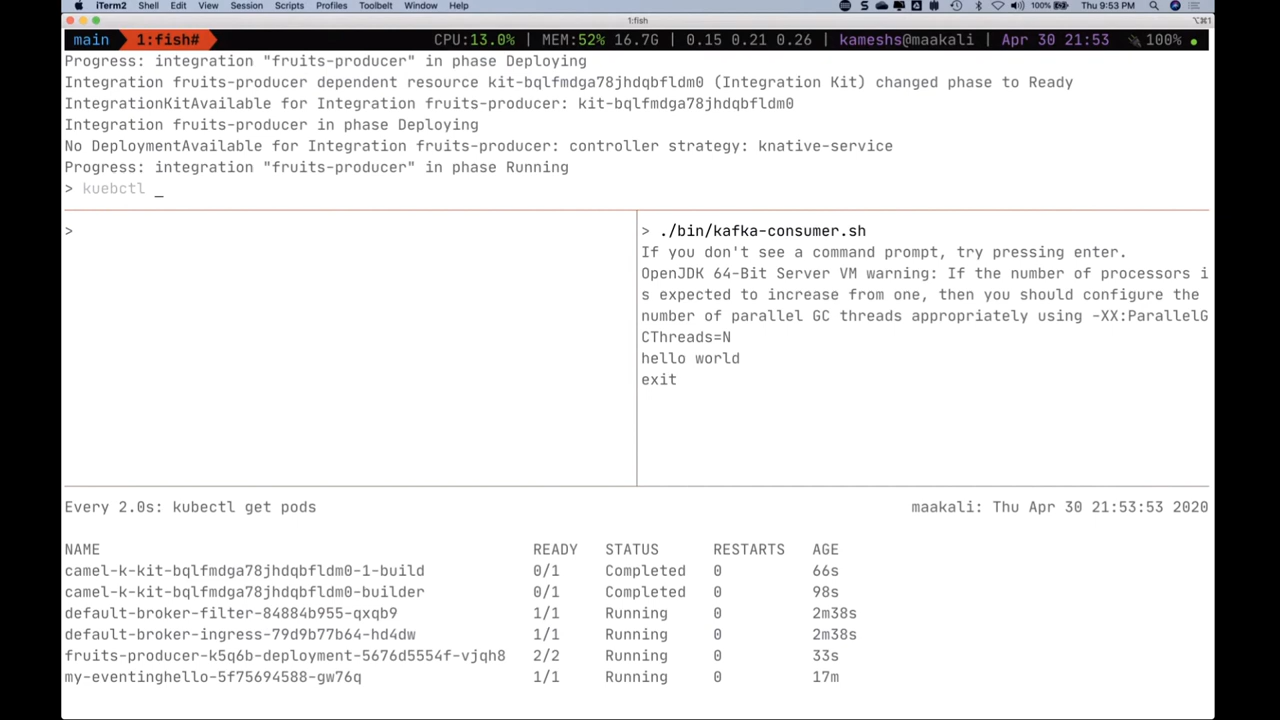 iTerm2 Shell Edit View Session Scripts Profiles Toolbelt Window Help 100% Thu 9:53 PM
1:fish ⌥⌘1
main 1:fish# CPU:13.0% | MEM:52% 16.7G | 0.15 0.21 0.26 | kameshs@maakali | Apr 30 21:53 100%
Progress: integration "fruits-producer" in phase Deploying
Integration fruits-producer dependent resource kit-bqlfmdga78jhdqbfldm0 (Integration Kit) changed phase to Ready
IntegrationKitAvailable for Integration fruits-producer: kit-bqlfmdga78jhdqbfldm0
Integration fruits-producer in phase Deploying
No DeploymentAvailable for Integration fruits-producer: controller strategy: knative-service
Progress: integration "fruits-producer" in phase Running
> kuebctl _
>
> ./bin/kafka-consumer.sh
If you don't see a command prompt, try pressing enter.
OpenJDK 64-Bit Server VM warning: If the number of processors i
s expected to increase from one, then you should configure the
number of parallel GC threads appropriately using -XX:ParallelG
CThreads=N
hello world
exit
Every 2.0s: kubectl get pods maakali: Thu Apr 30 21:53:53 2020
NAME READY STATUS RESTARTS AGE
camel-k-kit-bqlfmdga78jhdqbfldm0-1-build 0/1 Completed 0 66s
camel-k-kit-bqlfmdga78jhdqbfldm0-builder 0/1 Completed 0 98s
default-broker-filter-84884b955-qxqb9 1/1 Running 0 2m38s
default-broker-ingress-79d9b77b64-hd4dw 1/1 Running 0 2m38s
fruits-producer-k5q6b-deployment-5676d5554f-vjqh8 2/2 Running 0 33s
my-eventinghello-5f75694588-gw76q 1/1 Running 0 17m